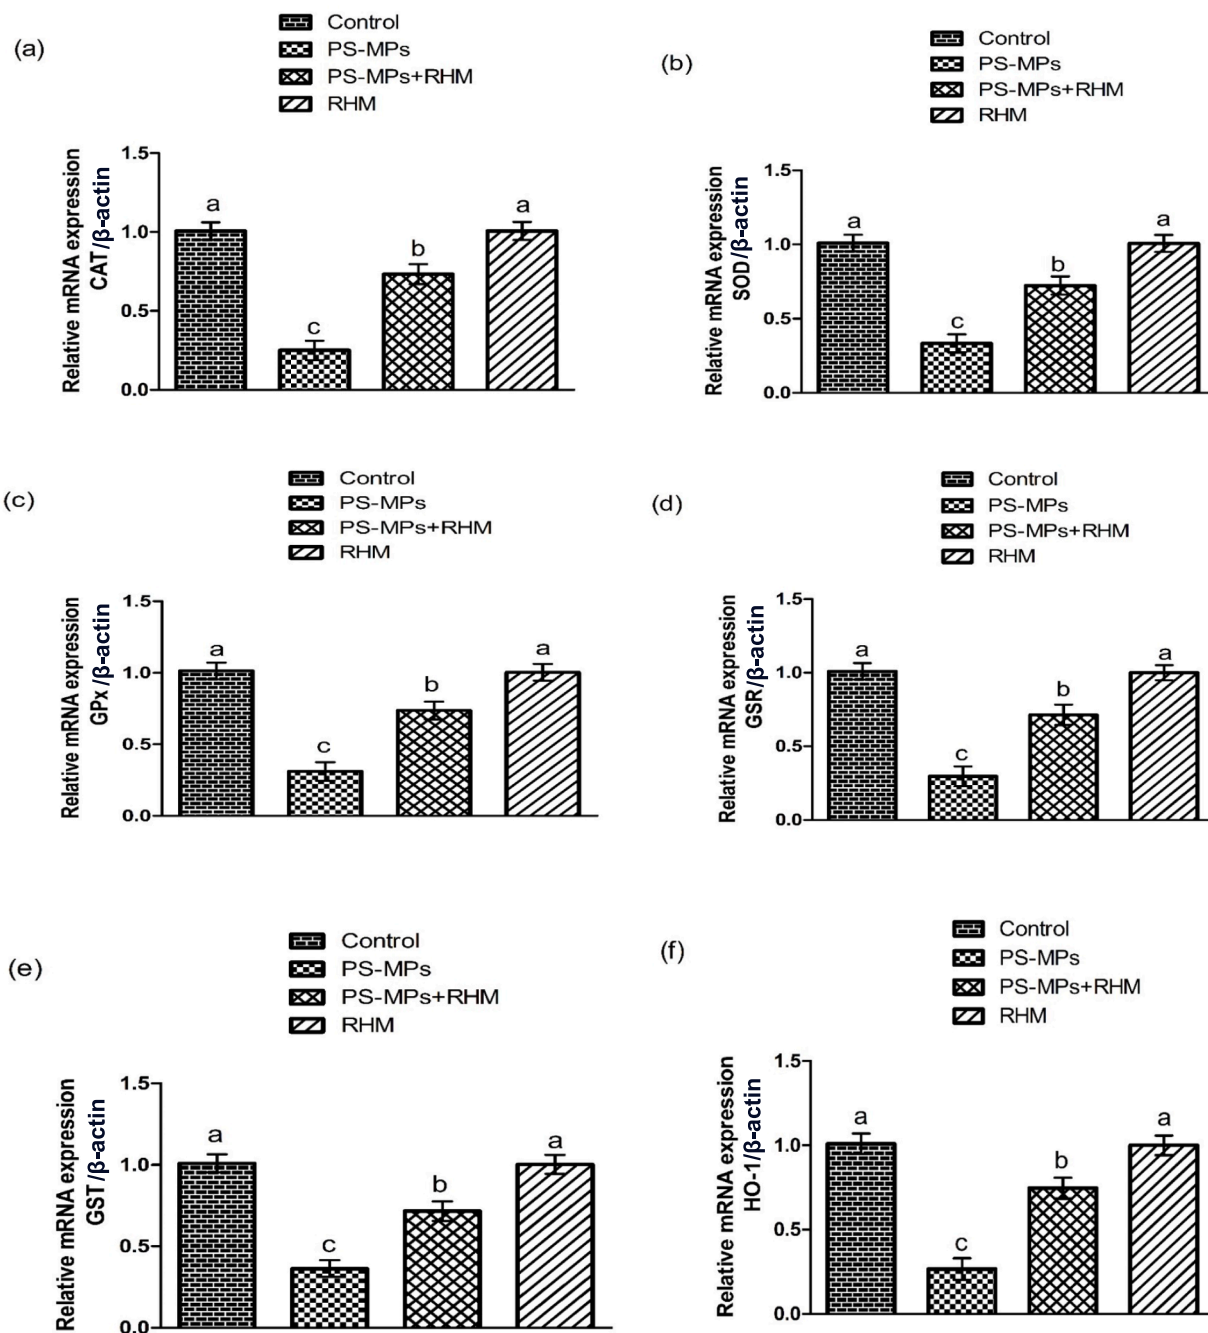 (a)
Control
PS-MPs
PS-MPs+RHM
RHM
Relative mRNA expression
CAT/β-actin
1.5
1.0
0.5
0.0
a
c
b
a
(b)
Control
PS-MPs
PS-MPs+RHM
RHM
Relative mRNA expression
SOD/β-actin
1.5
1.0
0.5
0.0
a
c
b
a
(c)
Control
PS-MPs
PS-MPs+RHM
RHM
Relative mRNA expression
GPx/β-actin
1.5
1.0
0.5
0.0
a
c
b
a
(d)
Control
PS-MPs
PS-MPs+RHM
RHM
Relative mRNA expression
GSR/β-actin
1.5
1.0
0.5
0.0
a
c
b
a
(e)
Control
PS-MPs
PS-MPs+RHM
RHM
Relative mRNA expression
GST/β-actin
1.5
1.0
0.5
0.0
a
c
b
a
(f)
Control
PS-MPs
PS-MPs+RHM
RHM
Relative mRNA expression
HO-1/β-actin
1.5
1.0
0.5
0.0
a
c
b
a